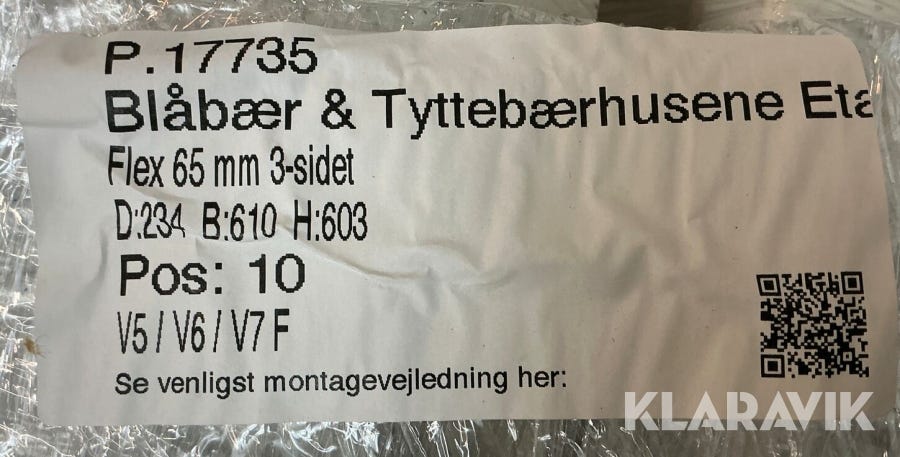 P.17735
Blåbær & Tyttebærhusene Eta
Flex 65 mm 3-sidet
D:234 B:610 H:603
Pos: 10
V5 / V6 / V7 F
Se venligst montagevejledning her:
KLARAVIK